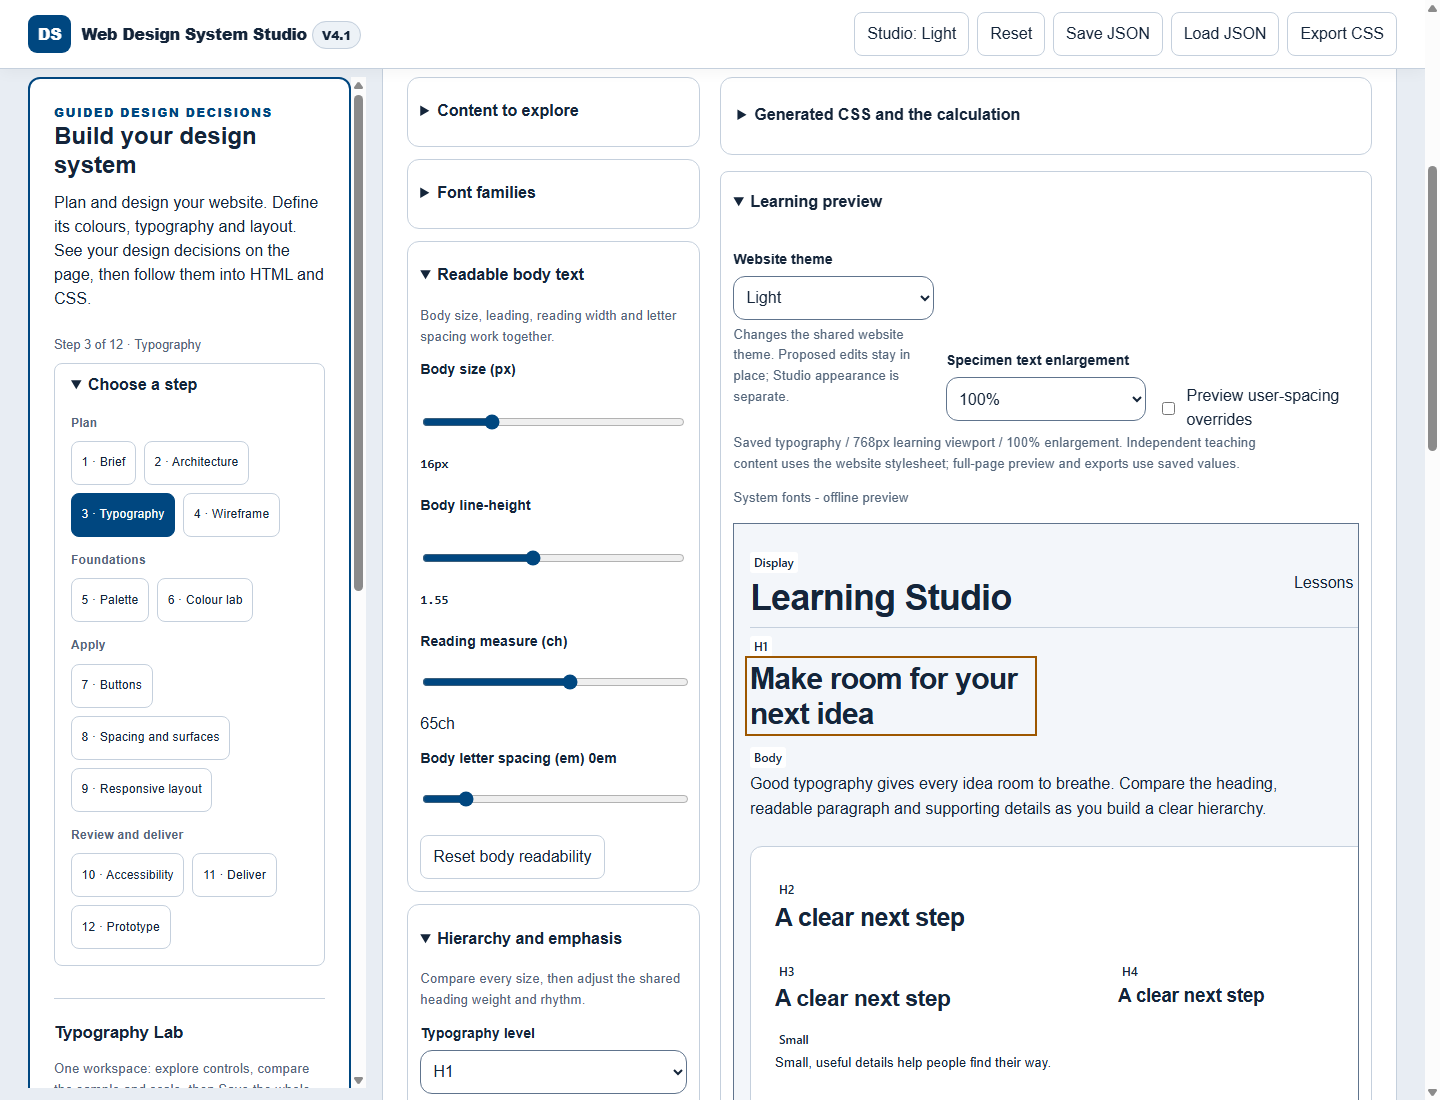 DS Web Design System Studio V4.1
Studio: Light
Reset
Save JSON
Load JSON
Export CSS
GUIDED DESIGN DECISIONS
Build your design
system
Plan and design your website. Define
its colours, typography and layout.
See your design decisions on the
page, then follow them into HTML and
CSS.
Step 3 of 12 · Typography
Choose a step
Plan
1 · Brief
2 · Architecture
3 · Typography
4 · Wireframe
Foundations
5 · Palette
6 · Colour lab
Apply
7 · Buttons
8 · Spacing and surfaces
9 · Responsive layout
Review and deliver
10 · Accessibility
11 · Deliver
12 · Prototype
Typography Lab
One workspace: explore controls, compare
the sample and scale, then Save the whole
Content to explore
Font families
Readable body text
Body size, leading, reading width and letter
spacing work together.
Body size (px)
16px
Body line-height
1.55
Reading measure (ch)
65ch
Body letter spacing (em) 0em
Reset body readability
Hierarchy and emphasis
Compare every size, then adjust the shared
heading weight and rhythm.
Typography level
H1
Generated CSS and the calculation
Learning preview
Website theme
Light
Changes the shared website
theme. Proposed edits stay in
place; Studio appearance is
separate.
Specimen text enlargement
100%
Preview user-spacing
overrides
Saved typography / 768px learning viewport / 100% enlargement. Independent teaching
content uses the website stylesheet; full-page preview and exports use saved values.
System fonts - offline preview
Display
Learning Studio
Lessons
H1
Make room for your
next idea
Body
Good typography gives every idea room to breathe. Compare the heading,
readable paragraph and supporting details as you build a clear hierarchy.
H2
A clear next step
H3
A clear next step
H4
A clear next step
Small
Small, useful details help people find their way.